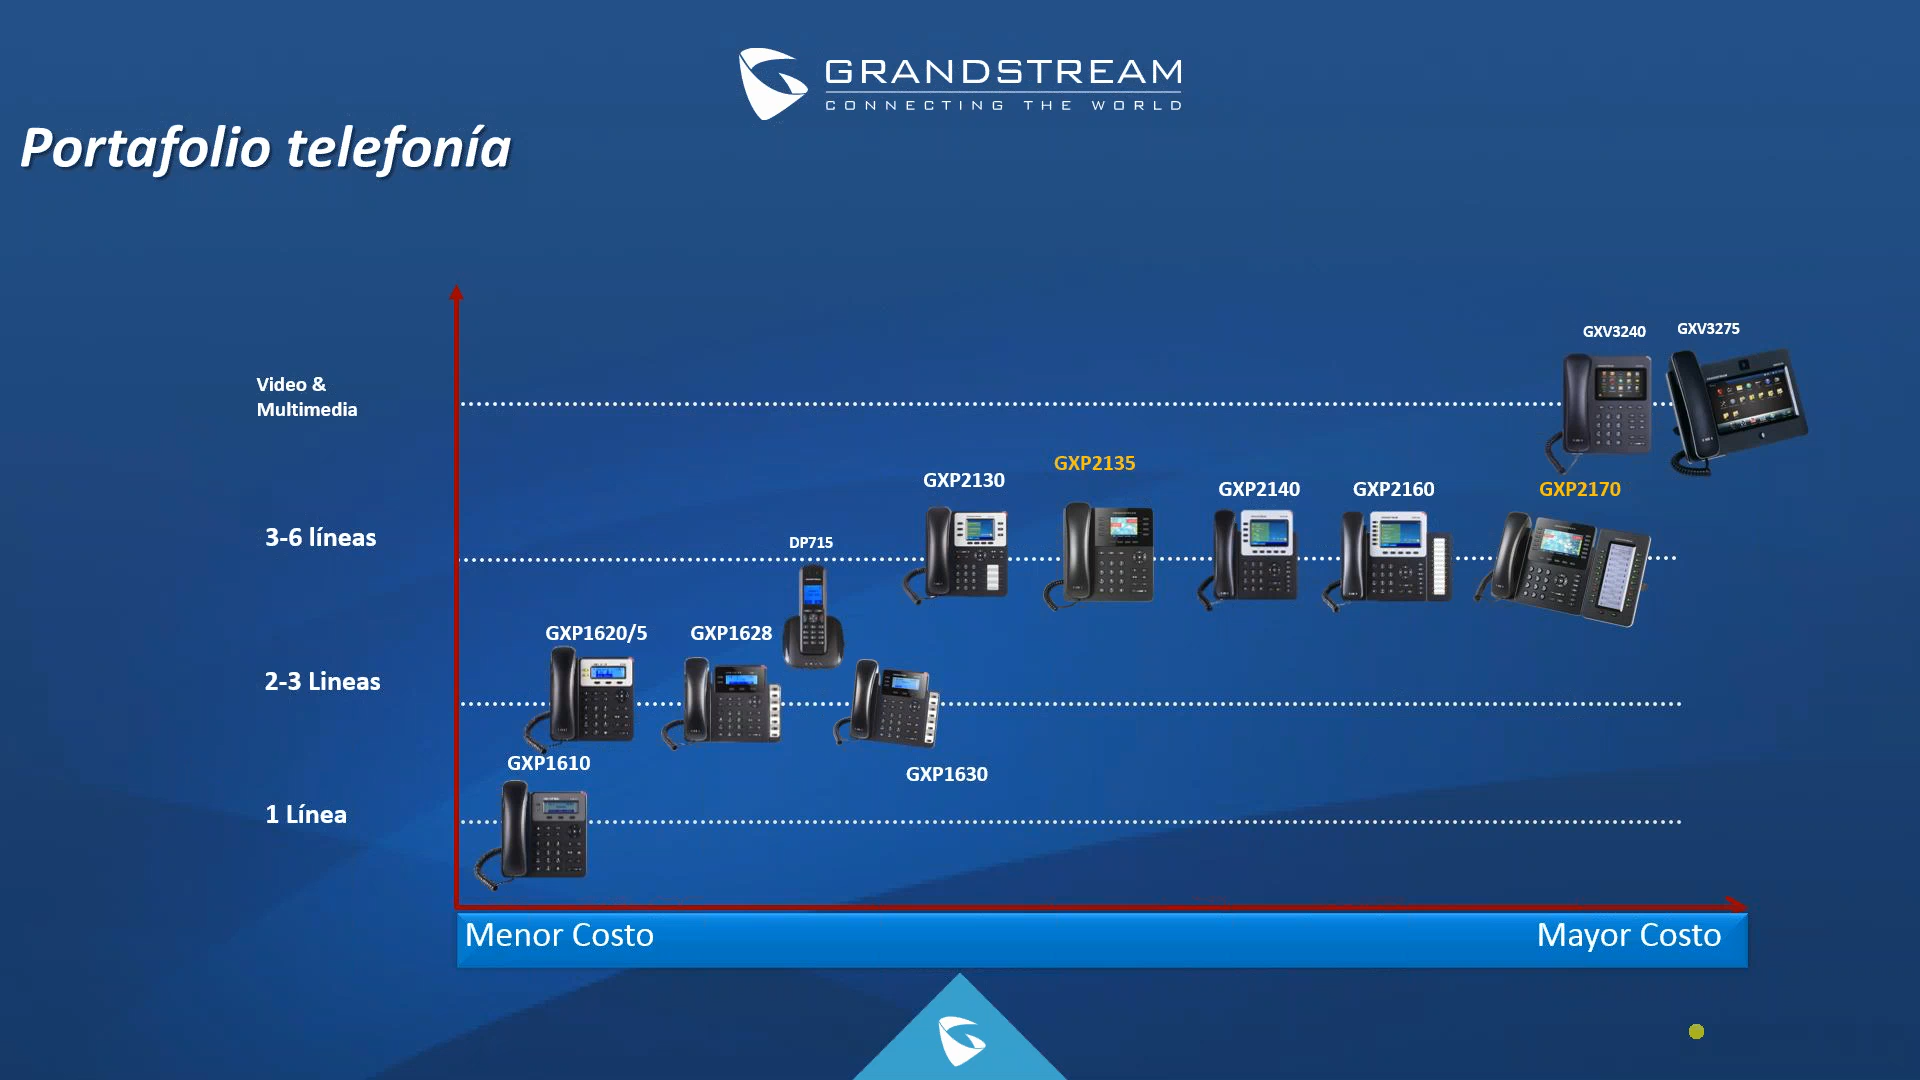 GRANDSTREAM
CONNECTING THE WORLD
Portafolio telefonía
GXV3240
GXV3275
Video &
Multimedia
GXP2130
GXP2135
GXP2140
GXP2160
GXP2170
3-6 líneas
DP715
GXP1620/5
GXP1628
2-3 Lineas
GXP1610
GXP1630
1 Línea
Menor Costo
Mayor Costo